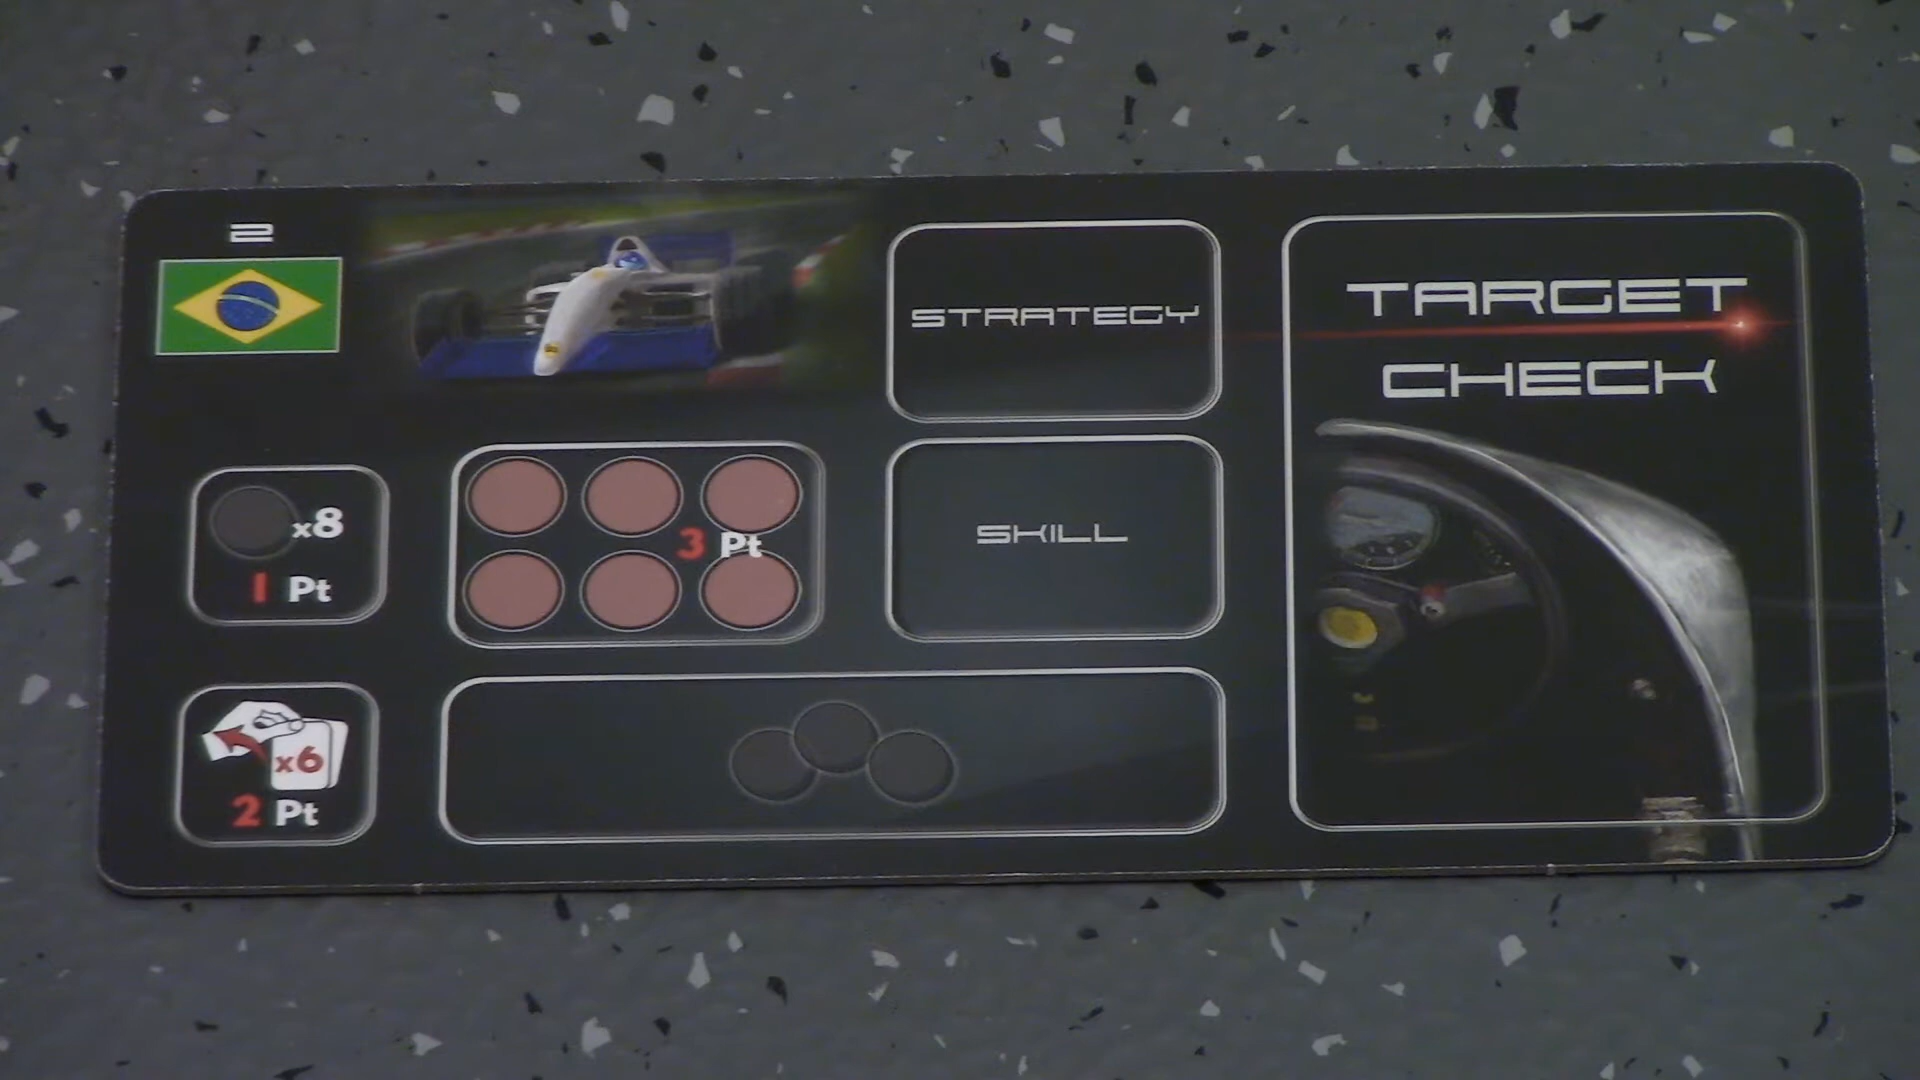 2
STRATEGY
TARGET
CHECK
x8
1 Pt
3 Pt
SKILL
x6
2 Pt